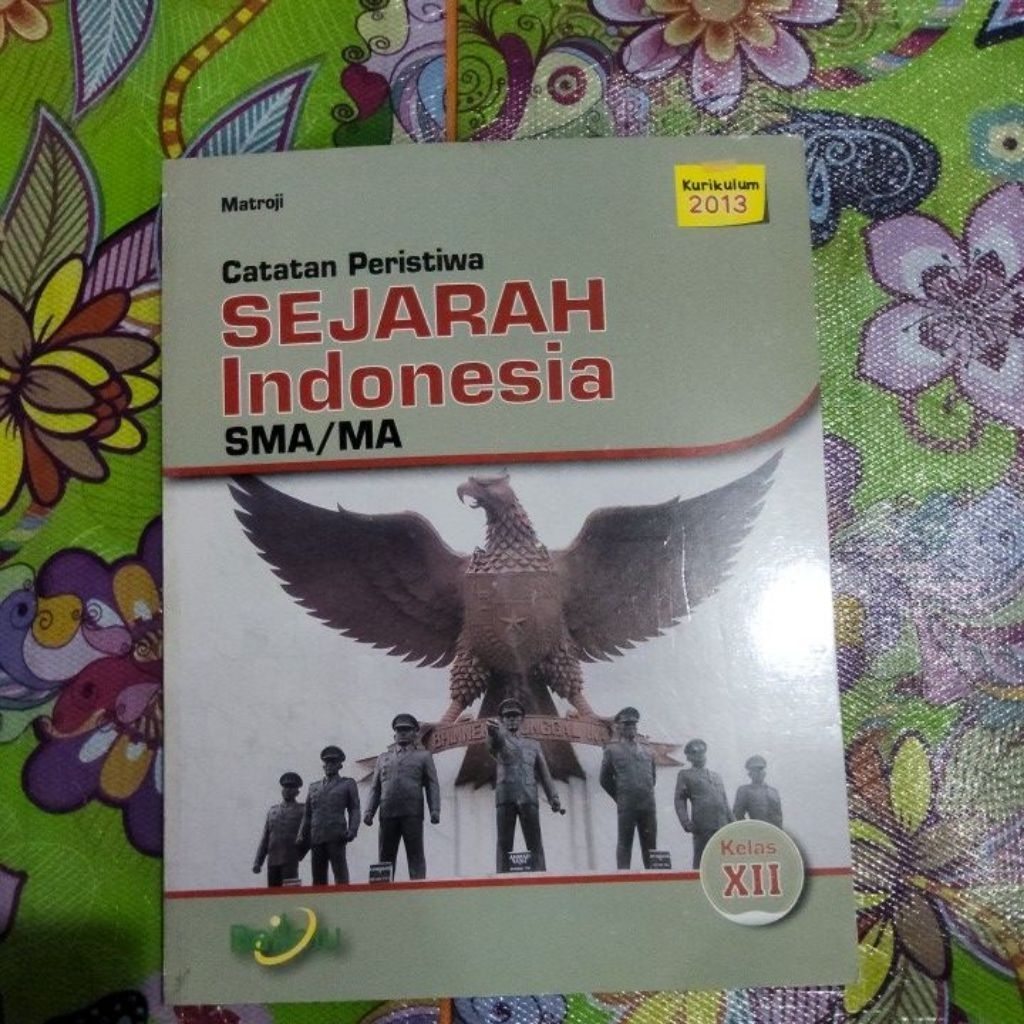 Matroji
Kurikulum
2013
Catatan Peristiwa
SEJARAH
Indonesia
SMA/MA
Kelas
XII